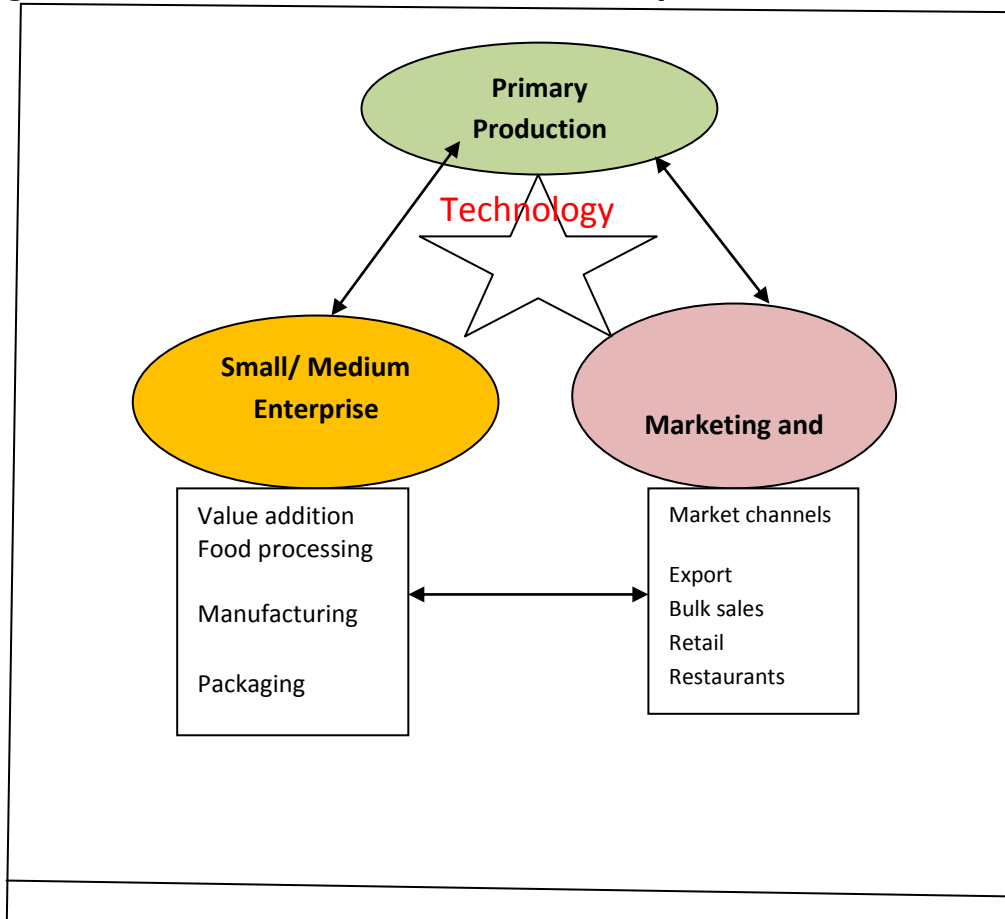 Primary
Production
Technology
Small/ Medium
Enterprise
Marketing and
Value addition
Food processing
Manufacturing
Packaging
Market channels
Export
Bulk sales
Retail
Restaurants